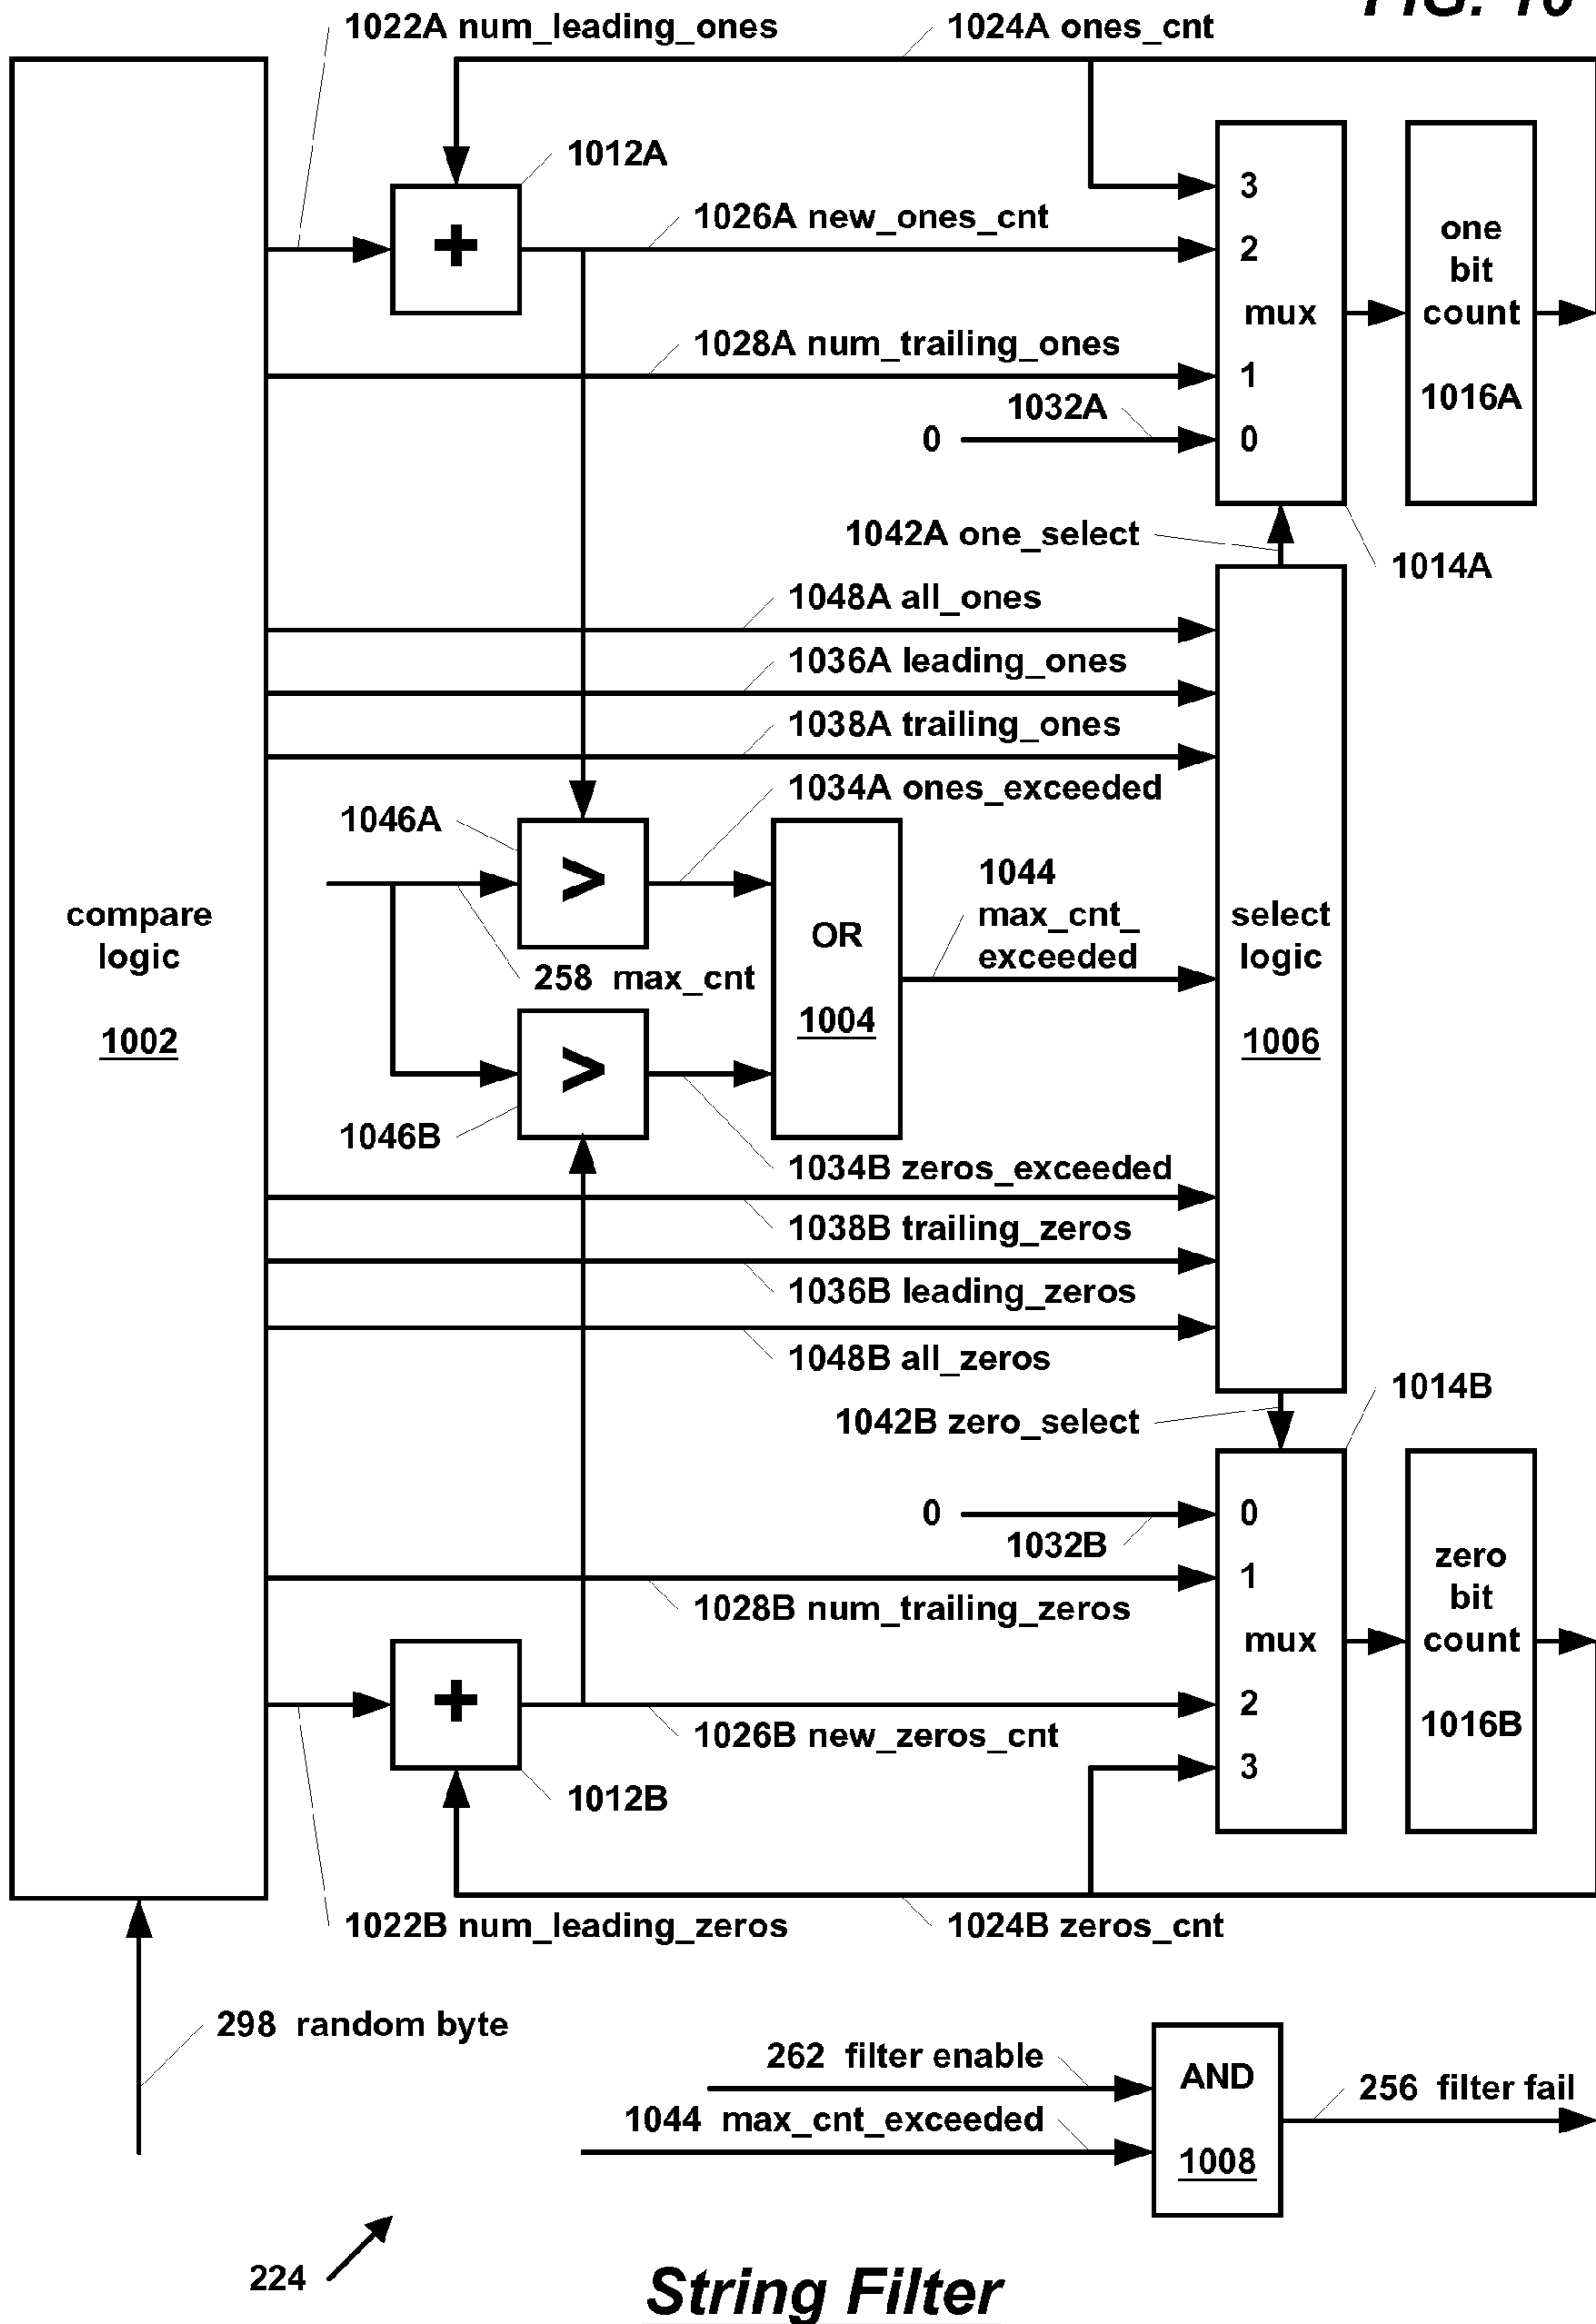 FIG. 10
1022A num_leading_ones
1024A ones_cnt
1012A
+
1026A new_ones_cnt
3
2
mux
1
0
one
bit
count
1016A
1028A num_trailing_ones
1032A
0
1042A one_select
1014A
1048A all_ones
1036A leading_ones
1038A trailing_ones
1034A ones_exceeded
1046A
>
258 max_cnt
OR
1004
1044
max_cnt_
exceeded
select
logic
1006
compare
logic
1002
>
1046B
1034B zeros_exceeded
1038B trailing_zeros
1036B leading_zeros
1048B all_zeros
1014B
1042B zero_select
0
1032B
0
1
mux
2
3
zero
bit
count
1016B
1028B num_trailing_zeros
+
1026B new_zeros_cnt
1012B
1022B num_leading_zeros
1024B zeros_cnt
298 random byte
262 filter enable
1044 max_cnt_exceeded
AND
1008
256 filter fail
224
String Filter